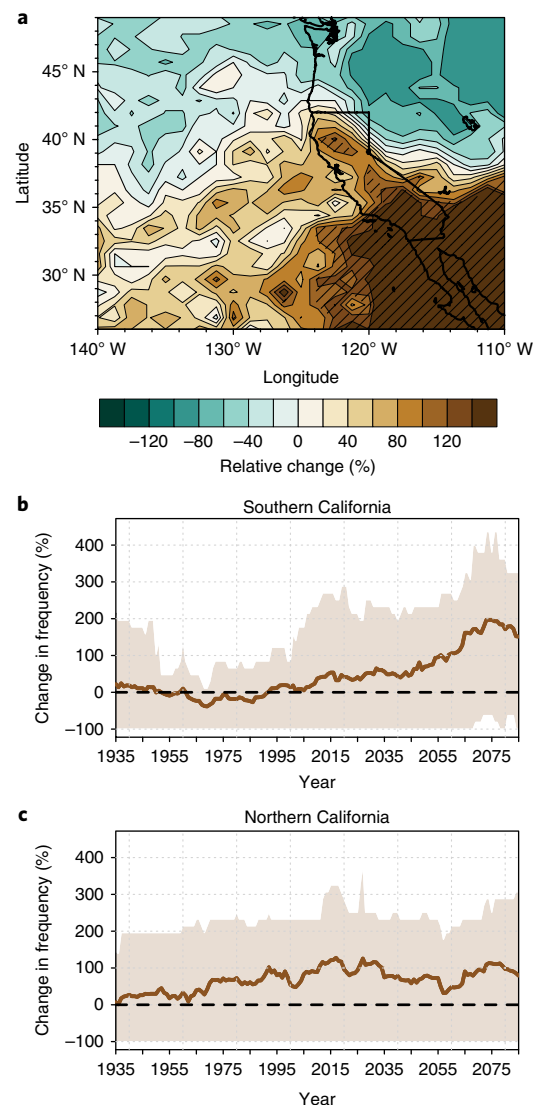 a
45° N
40° N
35° N
30° N
Latitude
140° W 130° W 120° W 110° W
Longitude
−120 −80 −40 0 40 80 120
Relative change (%)
b
Southern California
400
300
200
100
0
−100
Change in frequency (%)
1935 1955 1975 1995 2015 2035 2055 2075
Year
c
Northern California
400
300
200
100
0
−100
Change in frequency (%)
1935 1955 1975 1995 2015 2035 2055 2075
Year